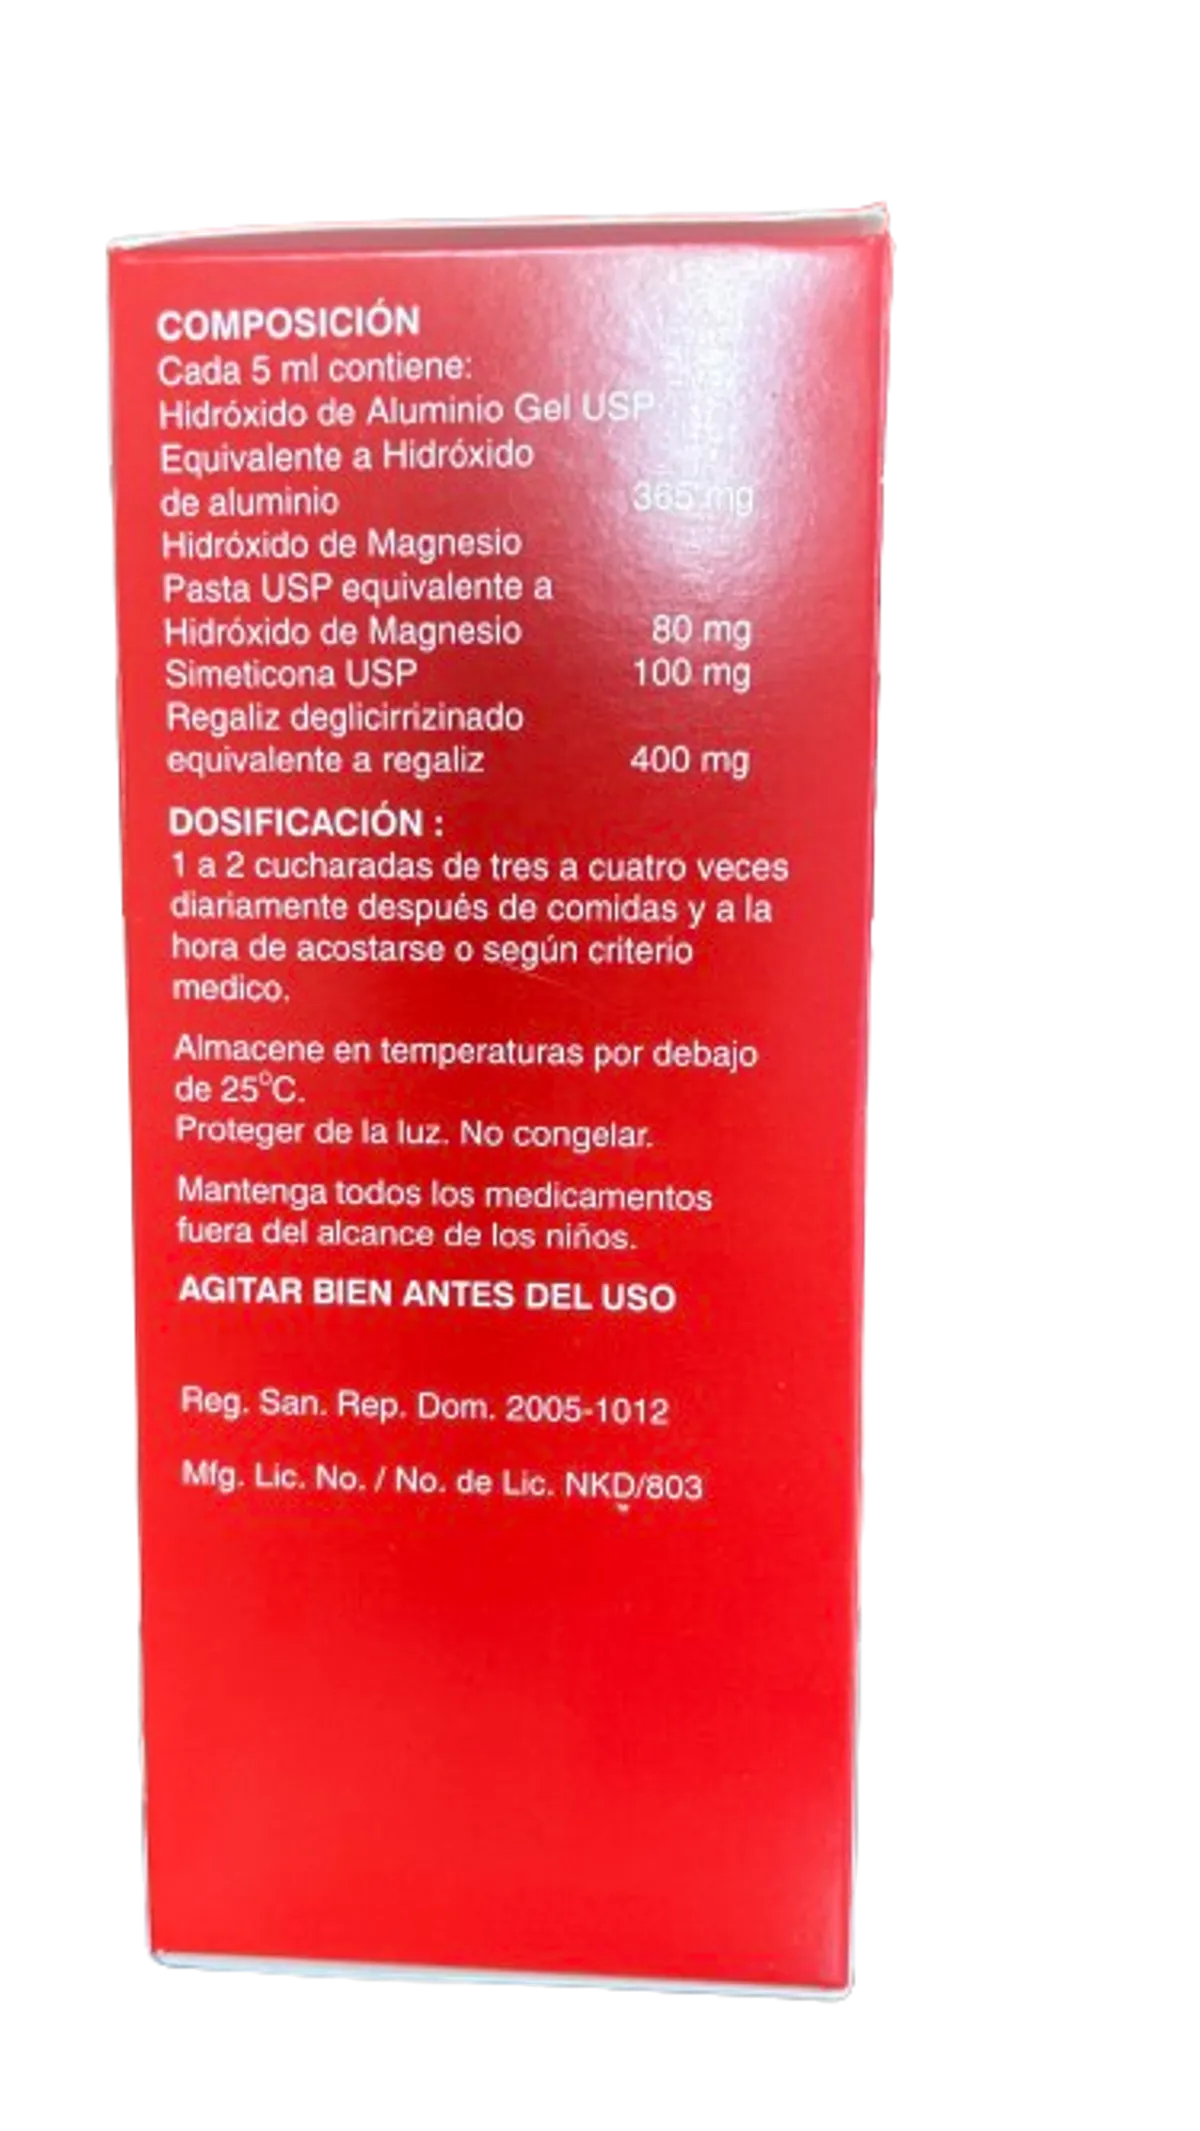 COMPOSICIÓN
Cada 5 ml contiene:
Hidróxido de Aluminio Gel USP
Equivalente a Hidróxido
de aluminio 365 mg
Hidróxido de Magnesio
Pasta USP equivalente a
Hidróxido de Magnesio 80 mg
Simeticona USP 100 mg
Regaliz deglicirrizinado
equivalente a regaliz 400 mg
DOSIFICACIÓN :
1 a 2 cucharadas de tres a cuatro veces
diariamente después de comidas y a la
hora de acostarse o según criterio
medico.
Almacene en temperaturas por debajo
de 25°C.
Proteger de la luz. No congelar.
Mantenga todos los medicamentos
fuera del alcance de los niños.
AGITAR BIEN ANTES DEL USO
Reg. San. Rep. Dom. 2005-1012
Mfg. Lic. No. / No. de Lic. NKD/803